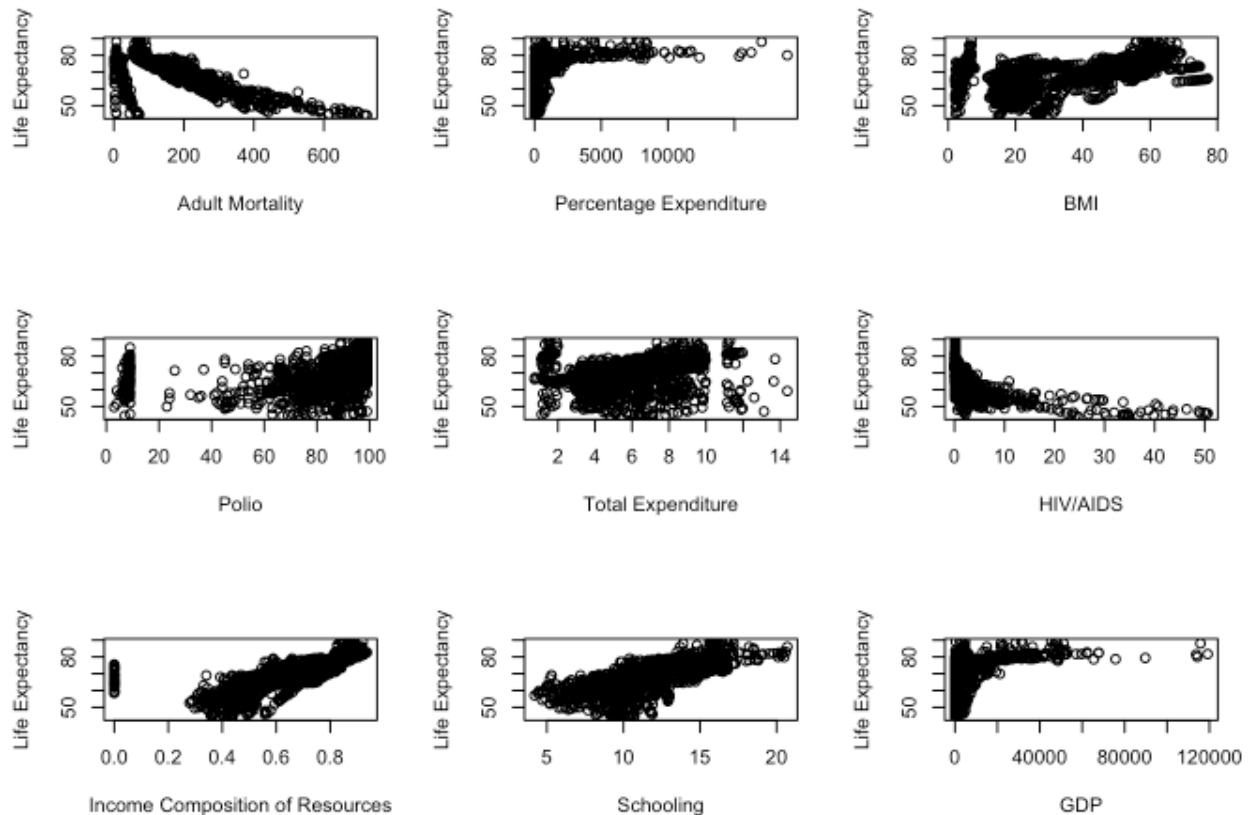 Life Expectancy
50 80
0 200 400 600
Adult Mortality
Life Expectancy
50 80
0 5000 10000
Percentage Expenditure
Life Expectancy
50 80
0 20 40 60 80
BMI
Life Expectancy
50 80
0 20 40 60 80 100
Polio
Life Expectancy
50 80
2 4 6 8 10 14
Total Expenditure
Life Expectancy
50 80
0 10 20 30 40 50
HIV/AIDS
Life Expectancy
50 80
0.0 0.2 0.4 0.6 0.8
Income Composition of Resources
Life Expectancy
50 80
5 10 15 20
Schooling
Life Expectancy
50 80
0 40000 80000 120000
GDP